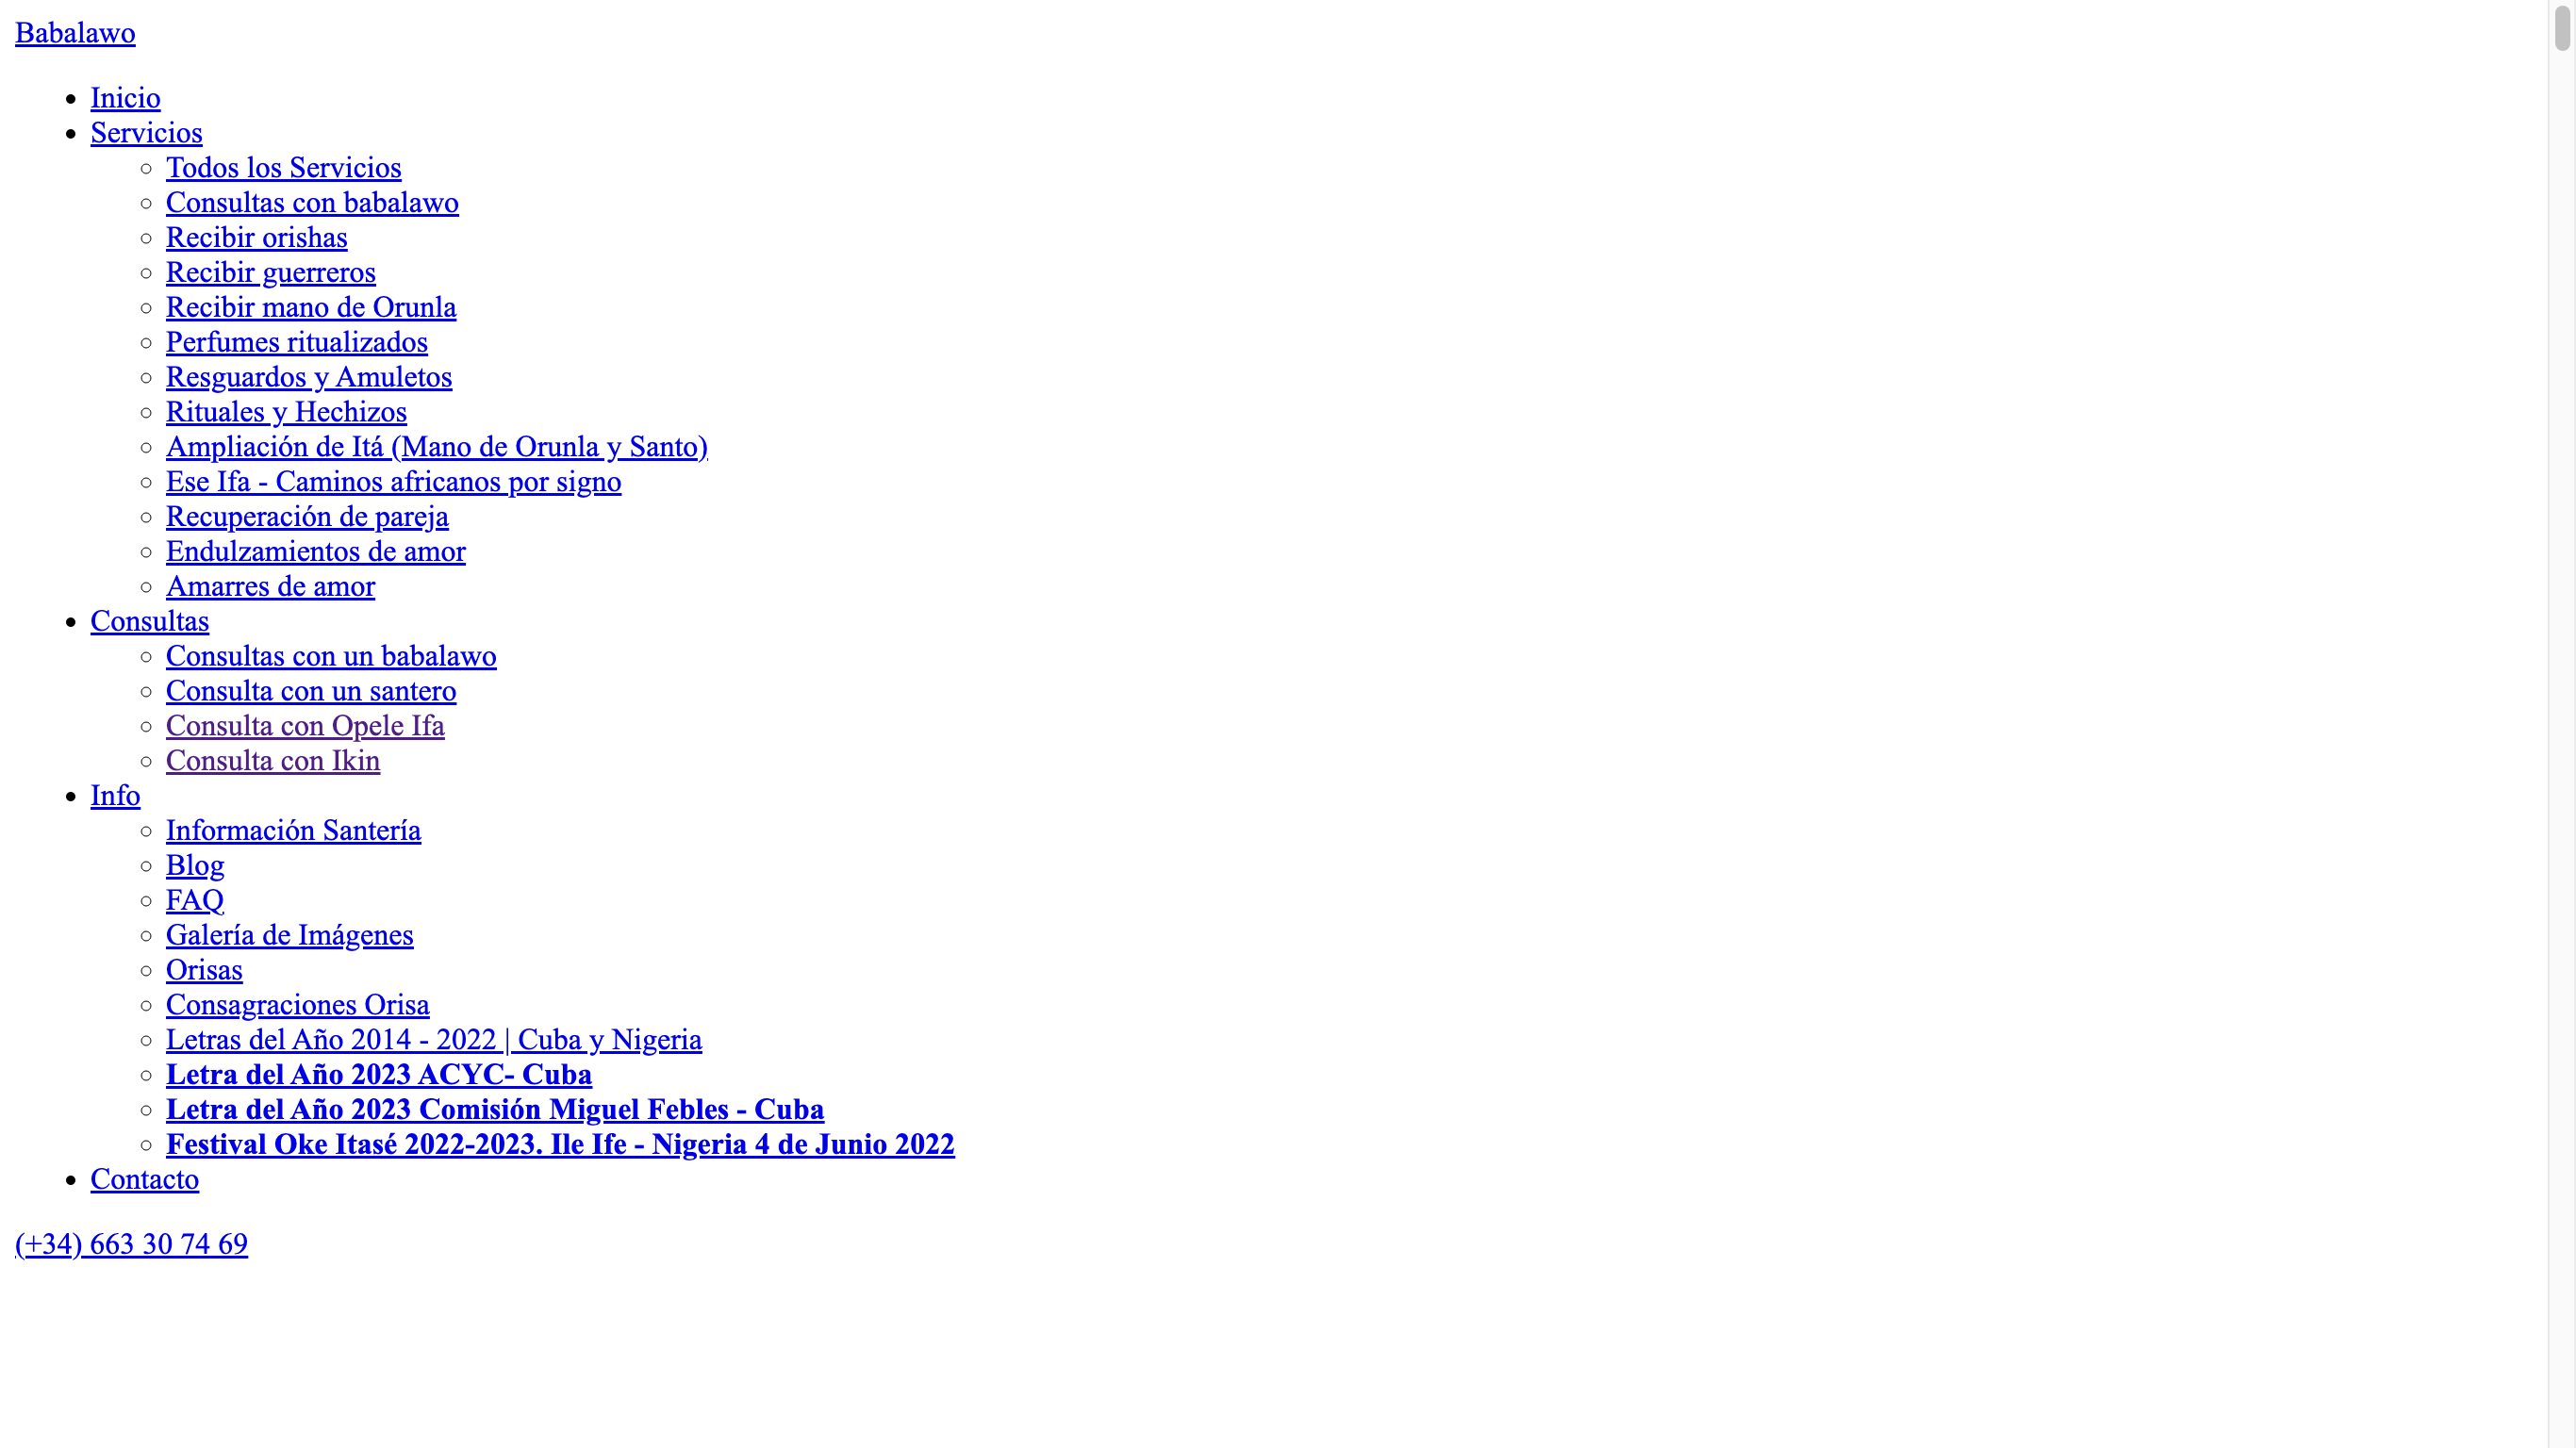 Babalawo
Inicio
Servicios
Todos los Servicios
Consultas con babalawo
Recibir orishas
Recibir guerreros
Recibir mano de Orunla
Perfumes ritualizados
Resguardos y Amuletos
Rituales y Hechizos
Ampliación de Itá (Mano de Orunla y Santo)
Ese Ifa - Caminos africanos por signo
Recuperación de pareja
Endulzamientos de amor
Amarres de amor
Consultas
Consultas con un babalawo
Consulta con un santero
Consulta con Opele Ifa
Consulta con Ikin
Info
Información Santería
Blog
FAQ
Galería de Imágenes
Orisas
Consagraciones Orisa
Letras del Año 2014 - 2022 | Cuba y Nigeria
Letra del Año 2023 ACYC- Cuba
Letra del Año 2023 Comisión Miguel Febles - Cuba
Festival Oke Itasé 2022-2023. Ile Ife - Nigeria 4 de Junio 2022
Contacto
(+34) 663 30 74 69